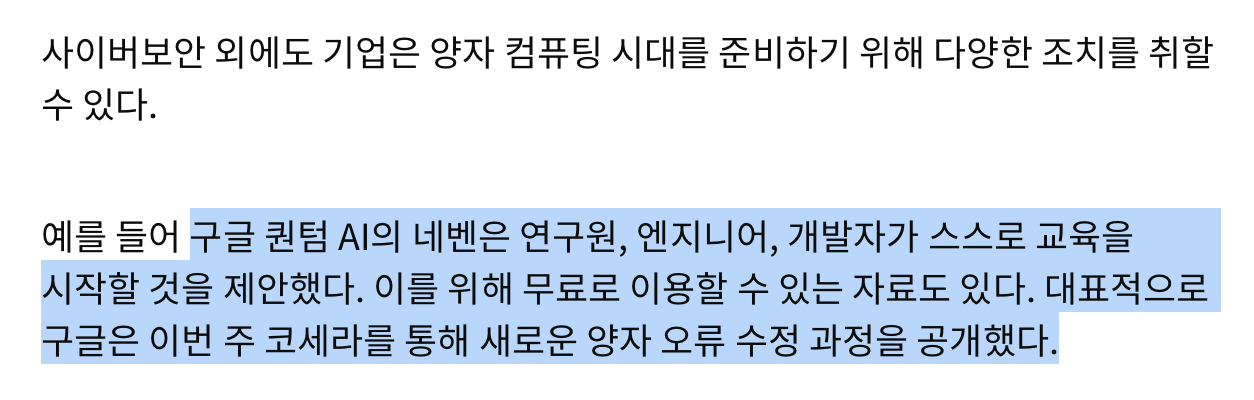 사이버보안 외에도 기업은 양자 컴퓨팅 시대를 준비하기 위해 다양한 조치를 취할
수 있다.
예를 들어 구글 퀀텀 AI의 네벤은 연구원, 엔지니어, 개발자가 스스로 교육을
시작할 것을 제안했다. 이를 위해 무료로 이용할 수 있는 자료도 있다. 대표적으로
구글은 이번 주 코세라를 통해 새로운 양자 오류 수정 과정을 공개했다.